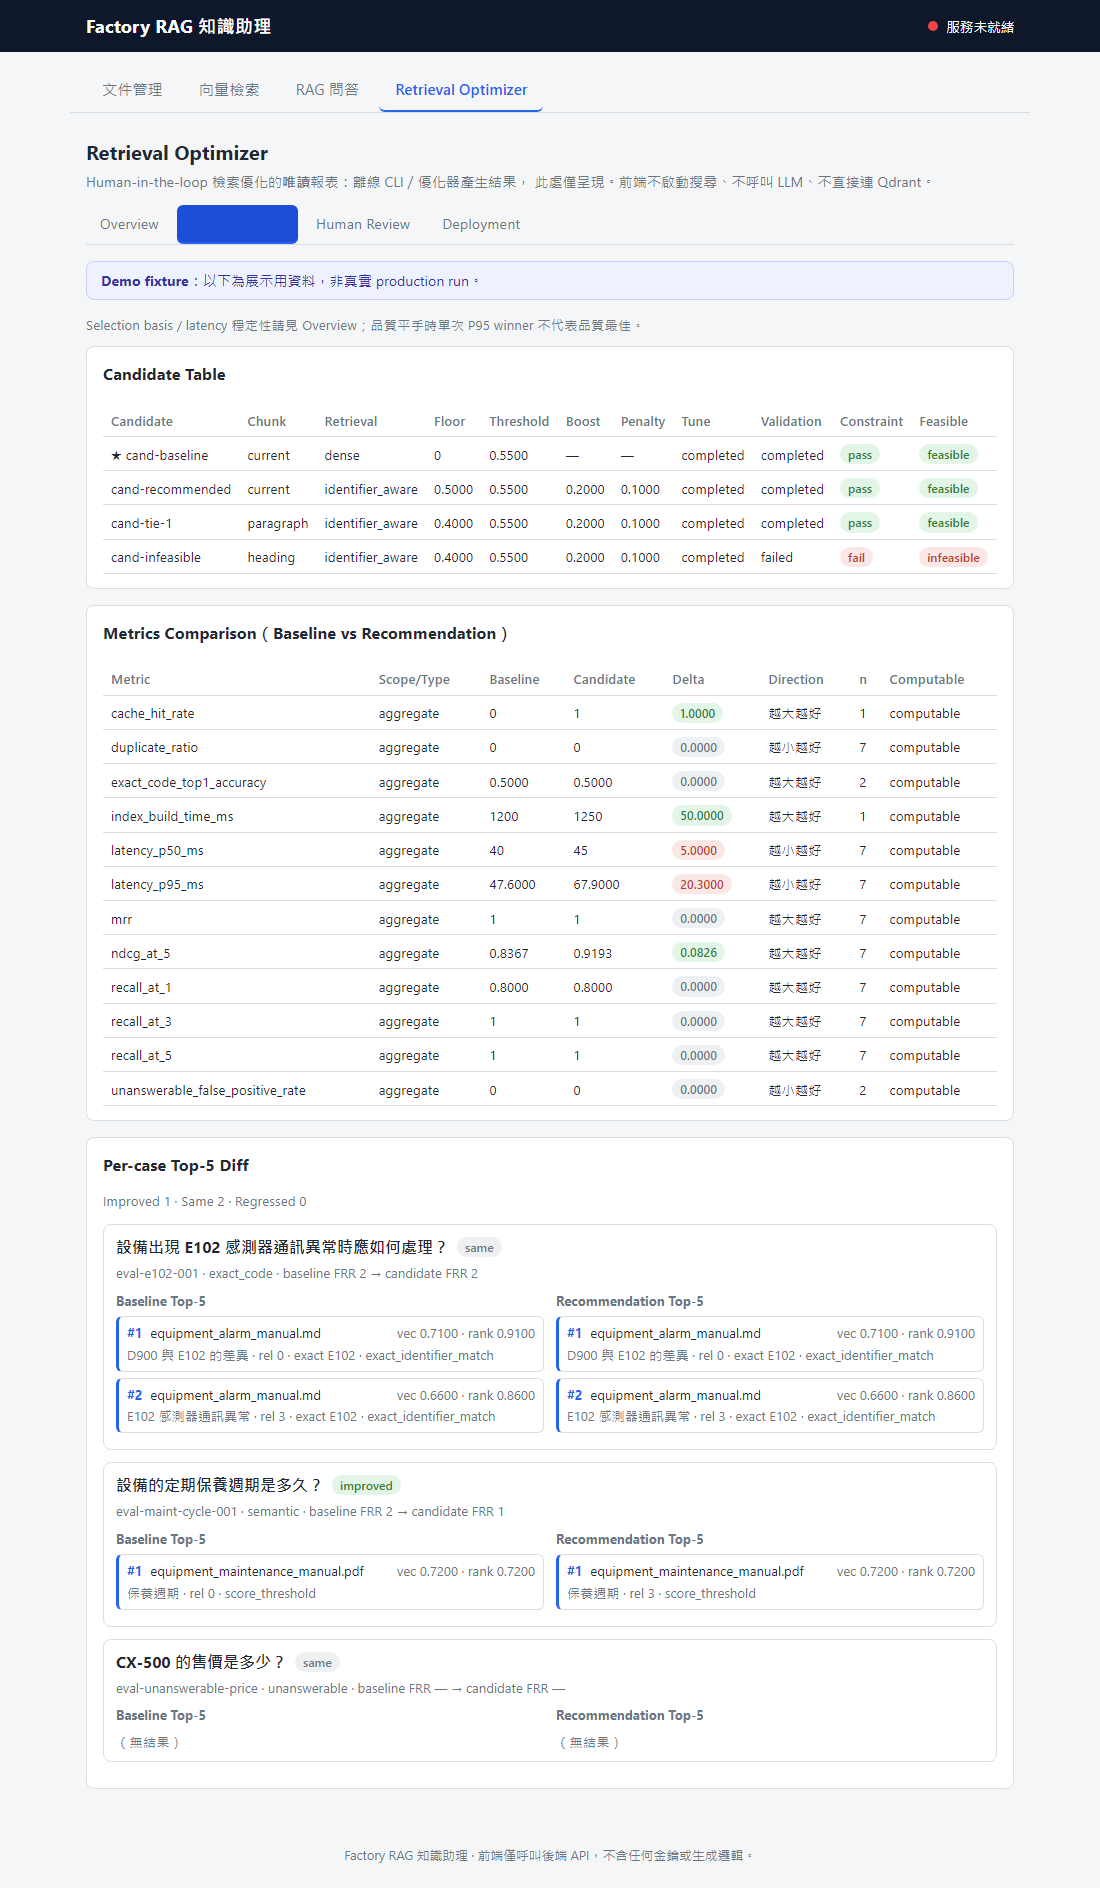 Factory RAG 知識助理
服務未就緒
文件管理 向量檢索 RAG 問答 Retrieval Optimizer
Retrieval Optimizer
Human-in-the-loop 檢索優化的唯讀報表：離線 CLI / 優化器產生結果， 此處僅呈現。前端不啟動搜尋、不呼叫 LLM、不直接連 Qdrant。
Overview Human Review Deployment
Demo fixture：以下為展示用資料，非真實 production run。
Selection basis / latency 穩定性請見 Overview；品質平手時單次 P95 winner 不代表品質最佳。
Candidate Table
Candidate Chunk Retrieval Floor Threshold Boost Penalty Tune Validation Constraint Feasible
★ cand-baseline current dense 0 0.5500 — — completed completed pass feasible
cand-recommended current identifier_aware 0.5000 0.5500 0.2000 0.1000 completed completed pass feasible
cand-tie-1 paragraph identifier_aware 0.4000 0.5500 0.2000 0.1000 completed completed pass feasible
cand-infeasible heading identifier_aware 0.4000 0.5500 0.2000 0.1000 completed failed fail infeasible
Metrics Comparison（Baseline vs Recommendation）
Metric Scope/Type Baseline Candidate Delta Direction n Computable
cache_hit_rate aggregate 0 1 1.0000 越大越好 1 computable
duplicate_ratio aggregate 0 0 0.0000 越小越好 7 computable
exact_code_top1_accuracy aggregate 0.5000 0.5000 0.0000 越大越好 2 computable
index_build_time_ms aggregate 1200 1250 50.0000 越大越好 1 computable
latency_p50_ms aggregate 40 45 5.0000 越小越好 7 computable
latency_p95_ms aggregate 47.6000 67.9000 20.3000 越小越好 7 computable
mrr aggregate 1 1 0.0000 越大越好 7 computable
ndcg_at_5 aggregate 0.8367 0.9193 0.0826 越大越好 7 computable
recall_at_1 aggregate 0.8000 0.8000 0.0000 越大越好 7 computable
recall_at_3 aggregate 1 1 0.0000 越大越好 7 computable
recall_at_5 aggregate 1 1 0.0000 越大越好 7 computable
unanswerable_false_positive_rate aggregate 0 0 0.0000 越小越好 2 computable
Per-case Top-5 Diff
Improved 1 · Same 2 · Regressed 0
設備出現 E102 感測器通訊異常時應如何處理？ same
eval-e102-001 · exact_code · baseline FRR 2 → candidate FRR 2
Baseline Top-5 Recommendation Top-5
#1 equipment_alarm_manual.md vec 0.7100 · rank 0.9100 #1 equipment_alarm_manual.md vec 0.7100 · rank 0.9100
D900 與 E102 的差異 · rel 0 · exact E102 · exact_identifier_match D900 與 E102 的差異 · rel 0 · exact E102 · exact_identifier_match
#2 equipment_alarm_manual.md vec 0.6600 · rank 0.8600 #2 equipment_alarm_manual.md vec 0.6600 · rank 0.8600
E102 感測器通訊異常 · rel 3 · exact E102 · exact_identifier_match E102 感測器通訊異常 · rel 3 · exact E102 · exact_identifier_match
設備的定期保養週期是多久？ improved
eval-maint-cycle-001 · semantic · baseline FRR 2 → candidate FRR 1
Baseline Top-5 Recommendation Top-5
#1 equipment_maintenance_manual.pdf vec 0.7200 · rank 0.7200 #1 equipment_maintenance_manual.pdf vec 0.7200 · rank 0.7200
保養週期 · rel 0 · score_threshold 保養週期 · rel 3 · score_threshold
CX-500 的售價是多少？ same
eval-unanswerable-price · unanswerable · baseline FRR — → candidate FRR —
Baseline Top-5 Recommendation Top-5
（無結果） （無結果）
Factory RAG 知識助理 · 前端僅呼叫後端 API，不含任何金鑰或生成邏輯。